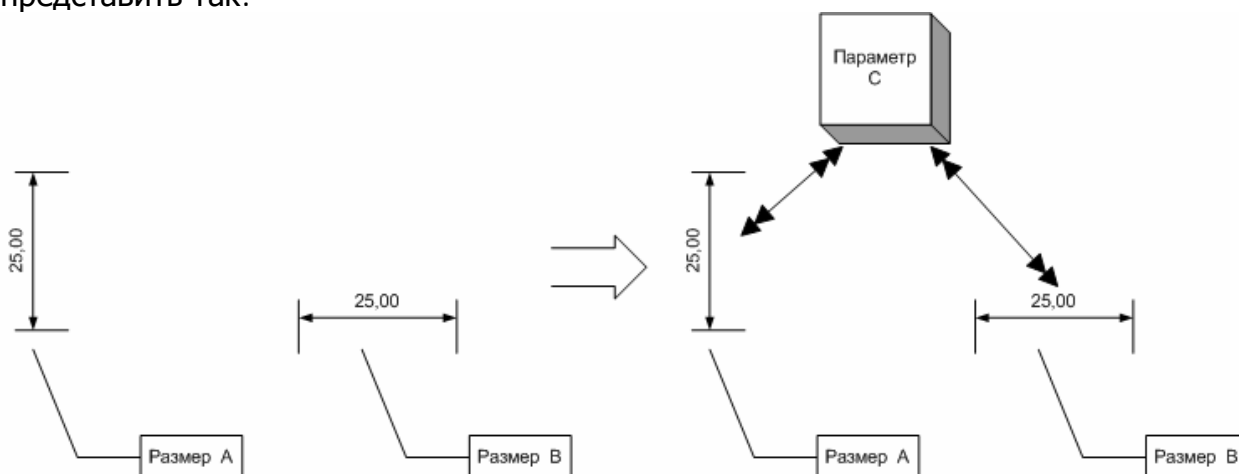 представить так:
Параметр
С
25,00
25,00
Размер А
Размер В
25,00
25,00
Размер А
Размер В